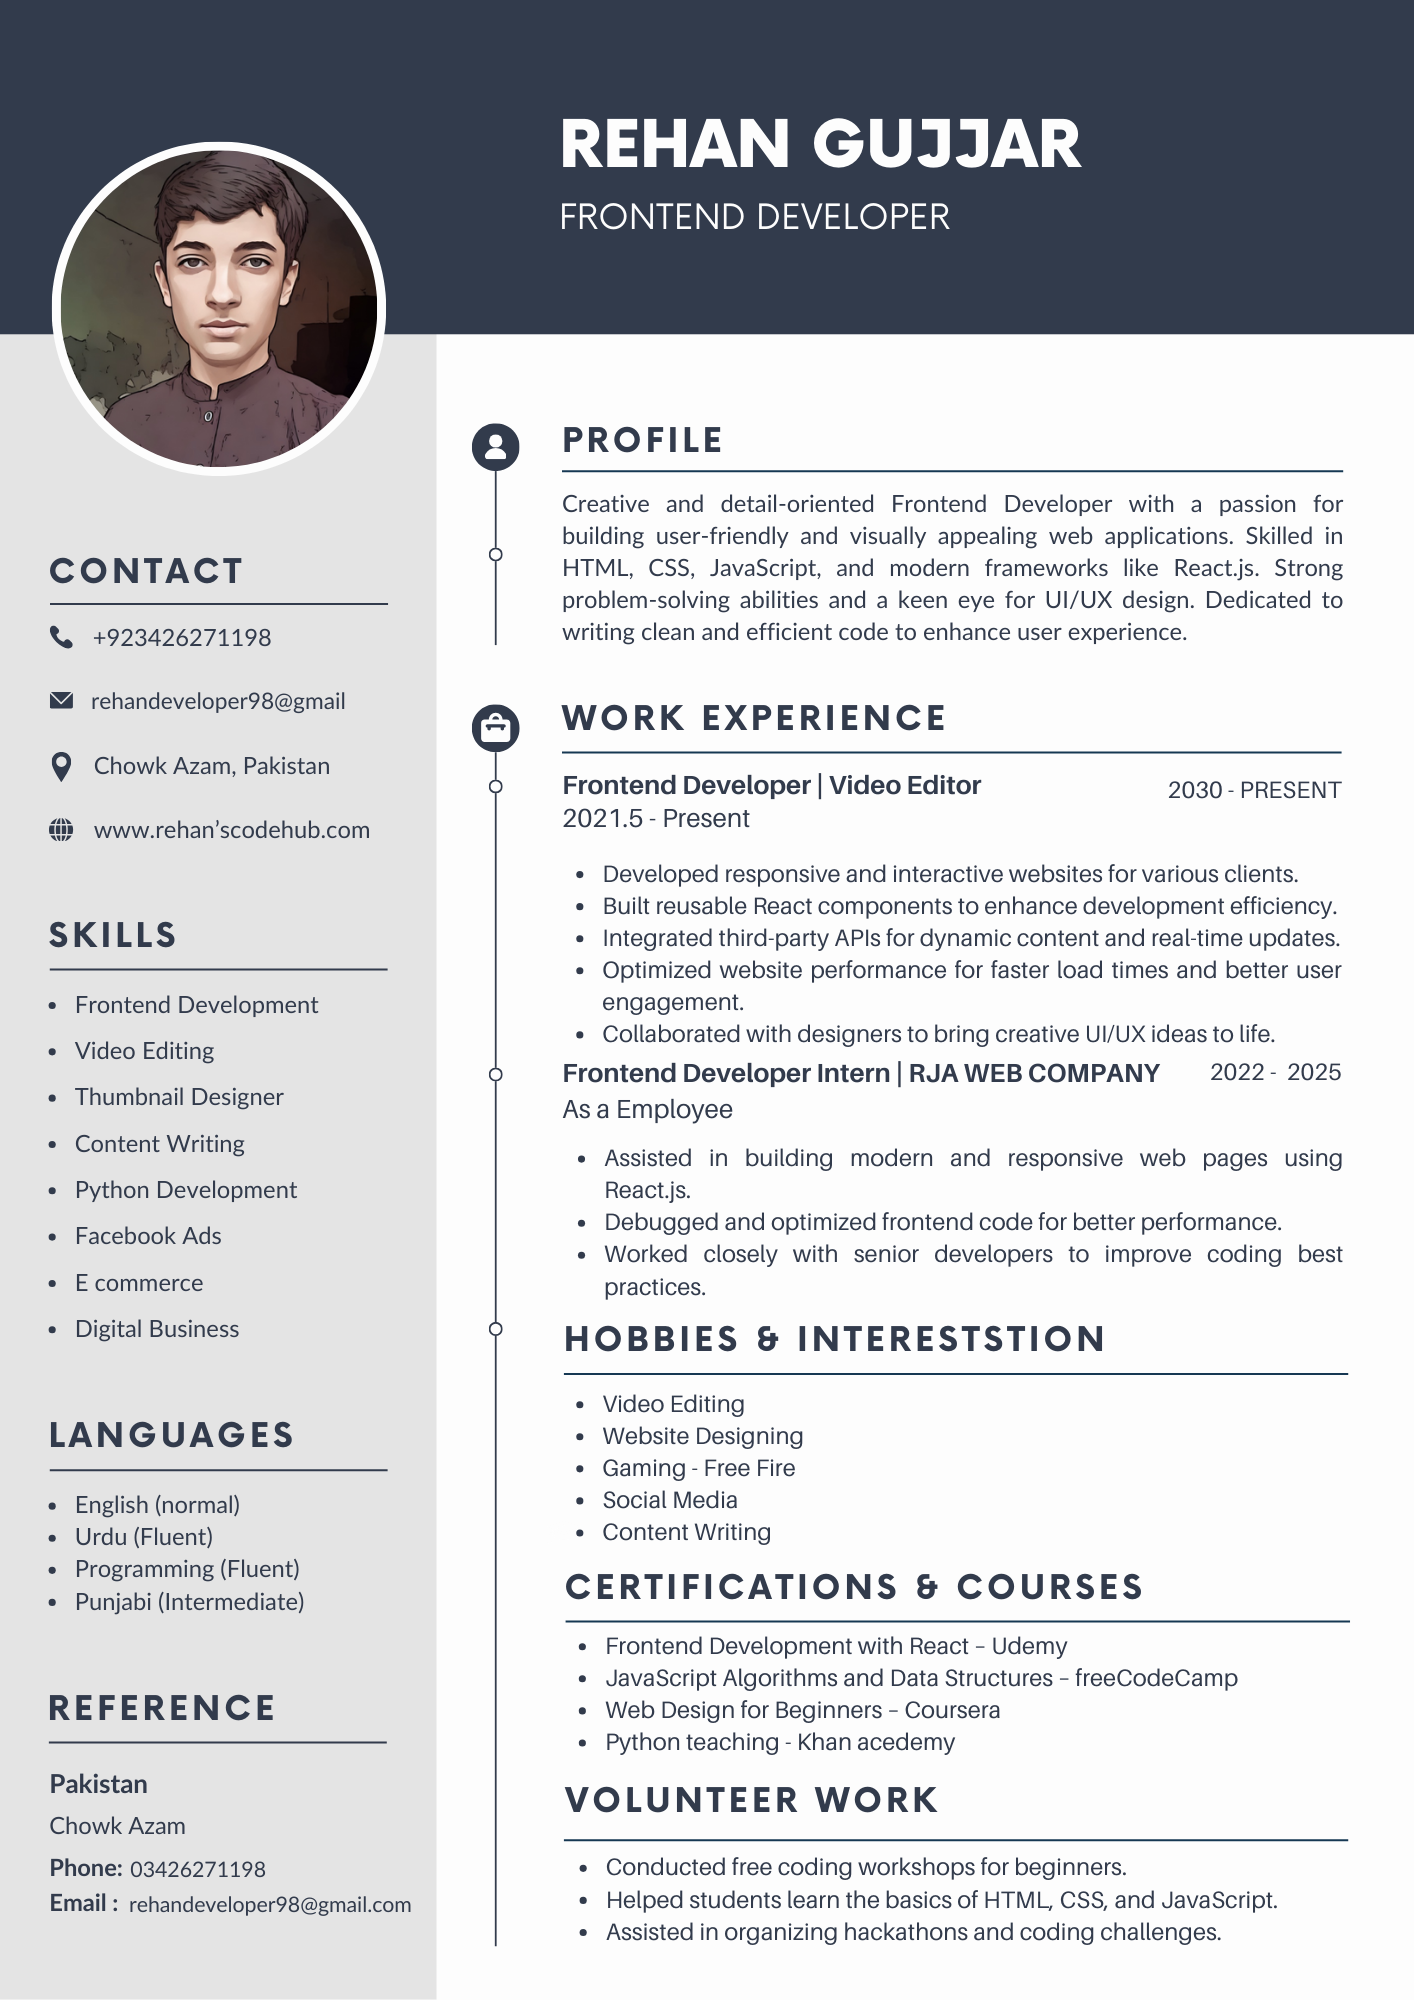 REHAN GUJJAR
FRONTEND DEVELOPER
CONTACT
+923426271198
rehandeveloper98@gmail
Chowk Azam, Pakistan
www.rehan’scodehub.com
SKILLS
• Frontend Development
• Video Editing
• Thumbnail Designer
• Content Writing
• Python Development
• Facebook Ads
• E commerce
• Digital Business
LANGUAGES
• English (normal)
• Urdu (Fluent)
• Programming (Fluent)
• Punjabi (Intermediate)
REFERENCE
Pakistan
Chowk Azam
Phone: 03426271198
Email : rehandeveloper98@gmail.com
PROFILE
Creative and detail-oriented Frontend Developer with a passion for
building user-friendly and visually appealing web applications. Skilled in
HTML, CSS, JavaScript, and modern frameworks like React.js. Strong
problem-solving abilities and a keen eye for UI/UX design. Dedicated to
writing clean and efficient code to enhance user experience.
WORK EXPERIENCE
Frontend Developer | Video Editor 2030 - PRESENT
2021.5 - Present
• Developed responsive and interactive websites for various clients.
• Built reusable React components to enhance development efficiency.
• Integrated third-party APIs for dynamic content and real-time updates.
• Optimized website performance for faster load times and better user
engagement.
• Collaborated with designers to bring creative UI/UX ideas to life.
Frontend Developer Intern | RJA WEB COMPANY 2022 - 2025
As a Employee
• Assisted in building modern and responsive web pages using
React.js.
• Debugged and optimized frontend code for better performance.
• Worked closely with senior developers to improve coding best
practices.
HOBBIES & INTERESTSTION
• Video Editing
• Website Designing
• Gaming - Free Fire
• Social Media
• Content Writing
CERTIFICATIONS & COURSES
• Frontend Development with React – Udemy
• JavaScript Algorithms and Data Structures – freeCodeCamp
• Web Design for Beginners – Coursera
• Python teaching - Khan acedemy
VOLUNTEER WORK
• Conducted free coding workshops for beginners.
• Helped students learn the basics of HTML, CSS, and JavaScript.
• Assisted in organizing hackathons and coding challenges.